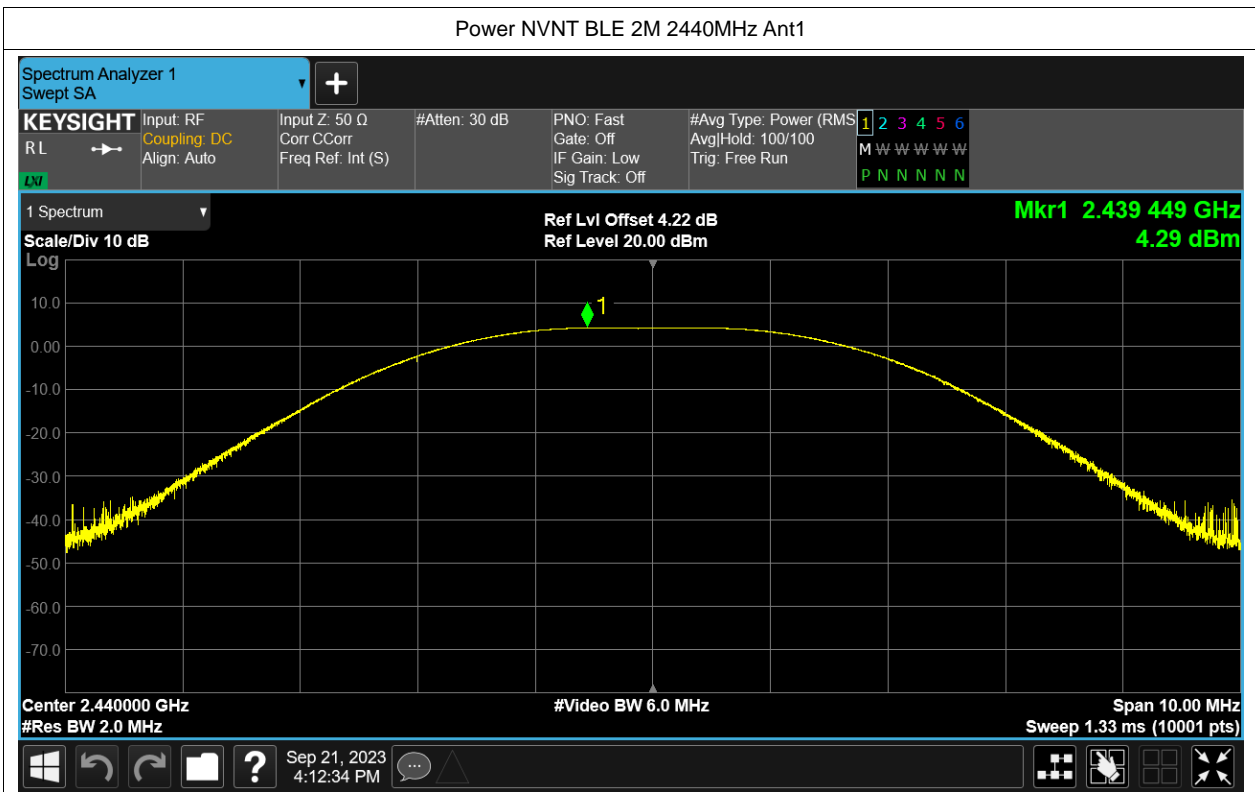 Power NVNT BLE 2M 2440MHz Ant1
Spectrum Analyzer 1
Swept SA
KEYSIGHT
RL
LXI
Input: RF
Coupling: DC
Align: Auto
Input Z: 50 Ω
Corr CCorr
Freq Ref: Int (S)
#Atten: 30 dB
PNO: Fast
Gate: Off
IF Gain: Low
Sig Track: Off
#Avg Type: Power (RMS
Avg|Hold: 100/100
Trig: Free Run
1 2 3 4 5 6
M W W W W W
P N N N N N
1 Spectrum
Scale/Div 10 dB
Ref Lvl Offset 4.22 dB
Ref Level 20.00 dBm
Mkr1 2.439 449 GHz
4.29 dBm
Log
1
10.0
0.00
-10.0
-20.0
-30.0
-40.0
-50.0
-60.0
-70.0
Center 2.440000 GHz
#Res BW 2.0 MHz
#Video BW 6.0 MHz
Span 10.00 MHz
Sweep 1.33 ms (10001 pts)
?
Sep 21, 2023
4:12:34 PM